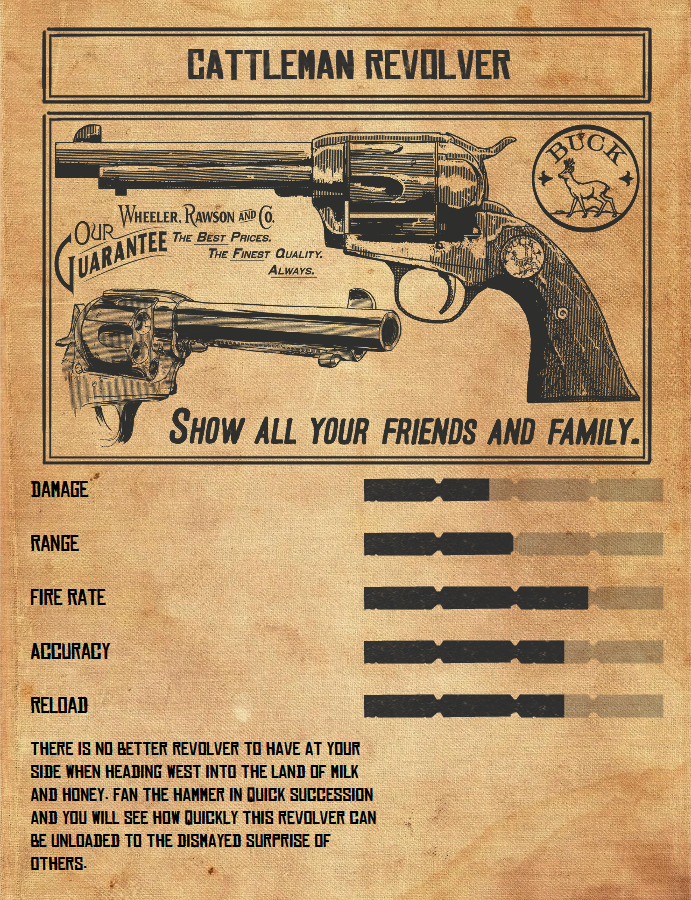 CATTLEMAN REVOLVER
BUCK
WHEELER, RAWSON AND CO.
OUR
GUARANTEE
THE BEST PRICES.
THE FINEST QUALITY.
ALWAYS.
SHOW ALL YOUR FRIENDS AND FAMILY.
DAMAGE
RANGE
FIRE RATE
ACCURACY
RELOAD
THERE IS NO BETTER REVOLVER TO HAVE AT YOUR
SIDE WHEN HEADING WEST INTO THE LAND OF MILK
AND HONEY. FAN THE HAMMER IN QUICK SUCCESSION
AND YOU WILL SEE HOW QUICKLY THIS REVOLVER CAN
BE UNLOADED TO THE DISMAYED SURPRISE OF
OTHERS.